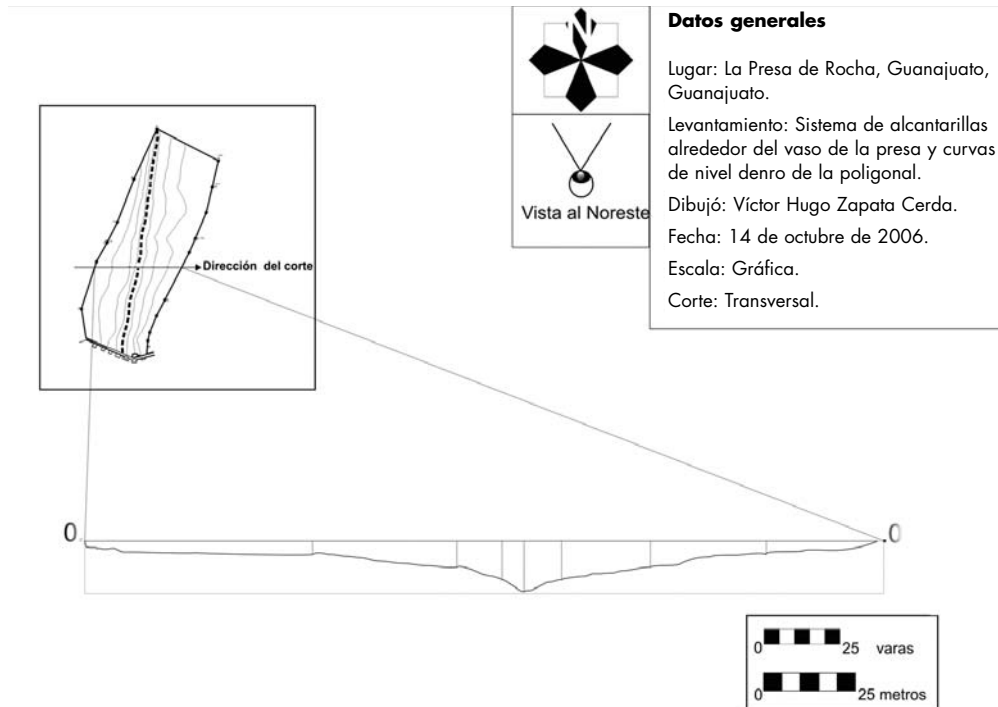 N
Vista al Noreste
Datos generales
Lugar: La Presa de Rocha, Guanajuato,
Guanajuato.
Levantamiento: Sistema de alcantarillas
alrededor del vaso de la presa y curvas
de nivel denro de la poligonal.
Dibujó: Víctor Hugo Zapata Cerda.
Fecha: 14 de octubre de 2006.
Escala: Gráfica.
Corte: Transversal.
Dirección del corte
0
0
0 25 varas
0 25 metros